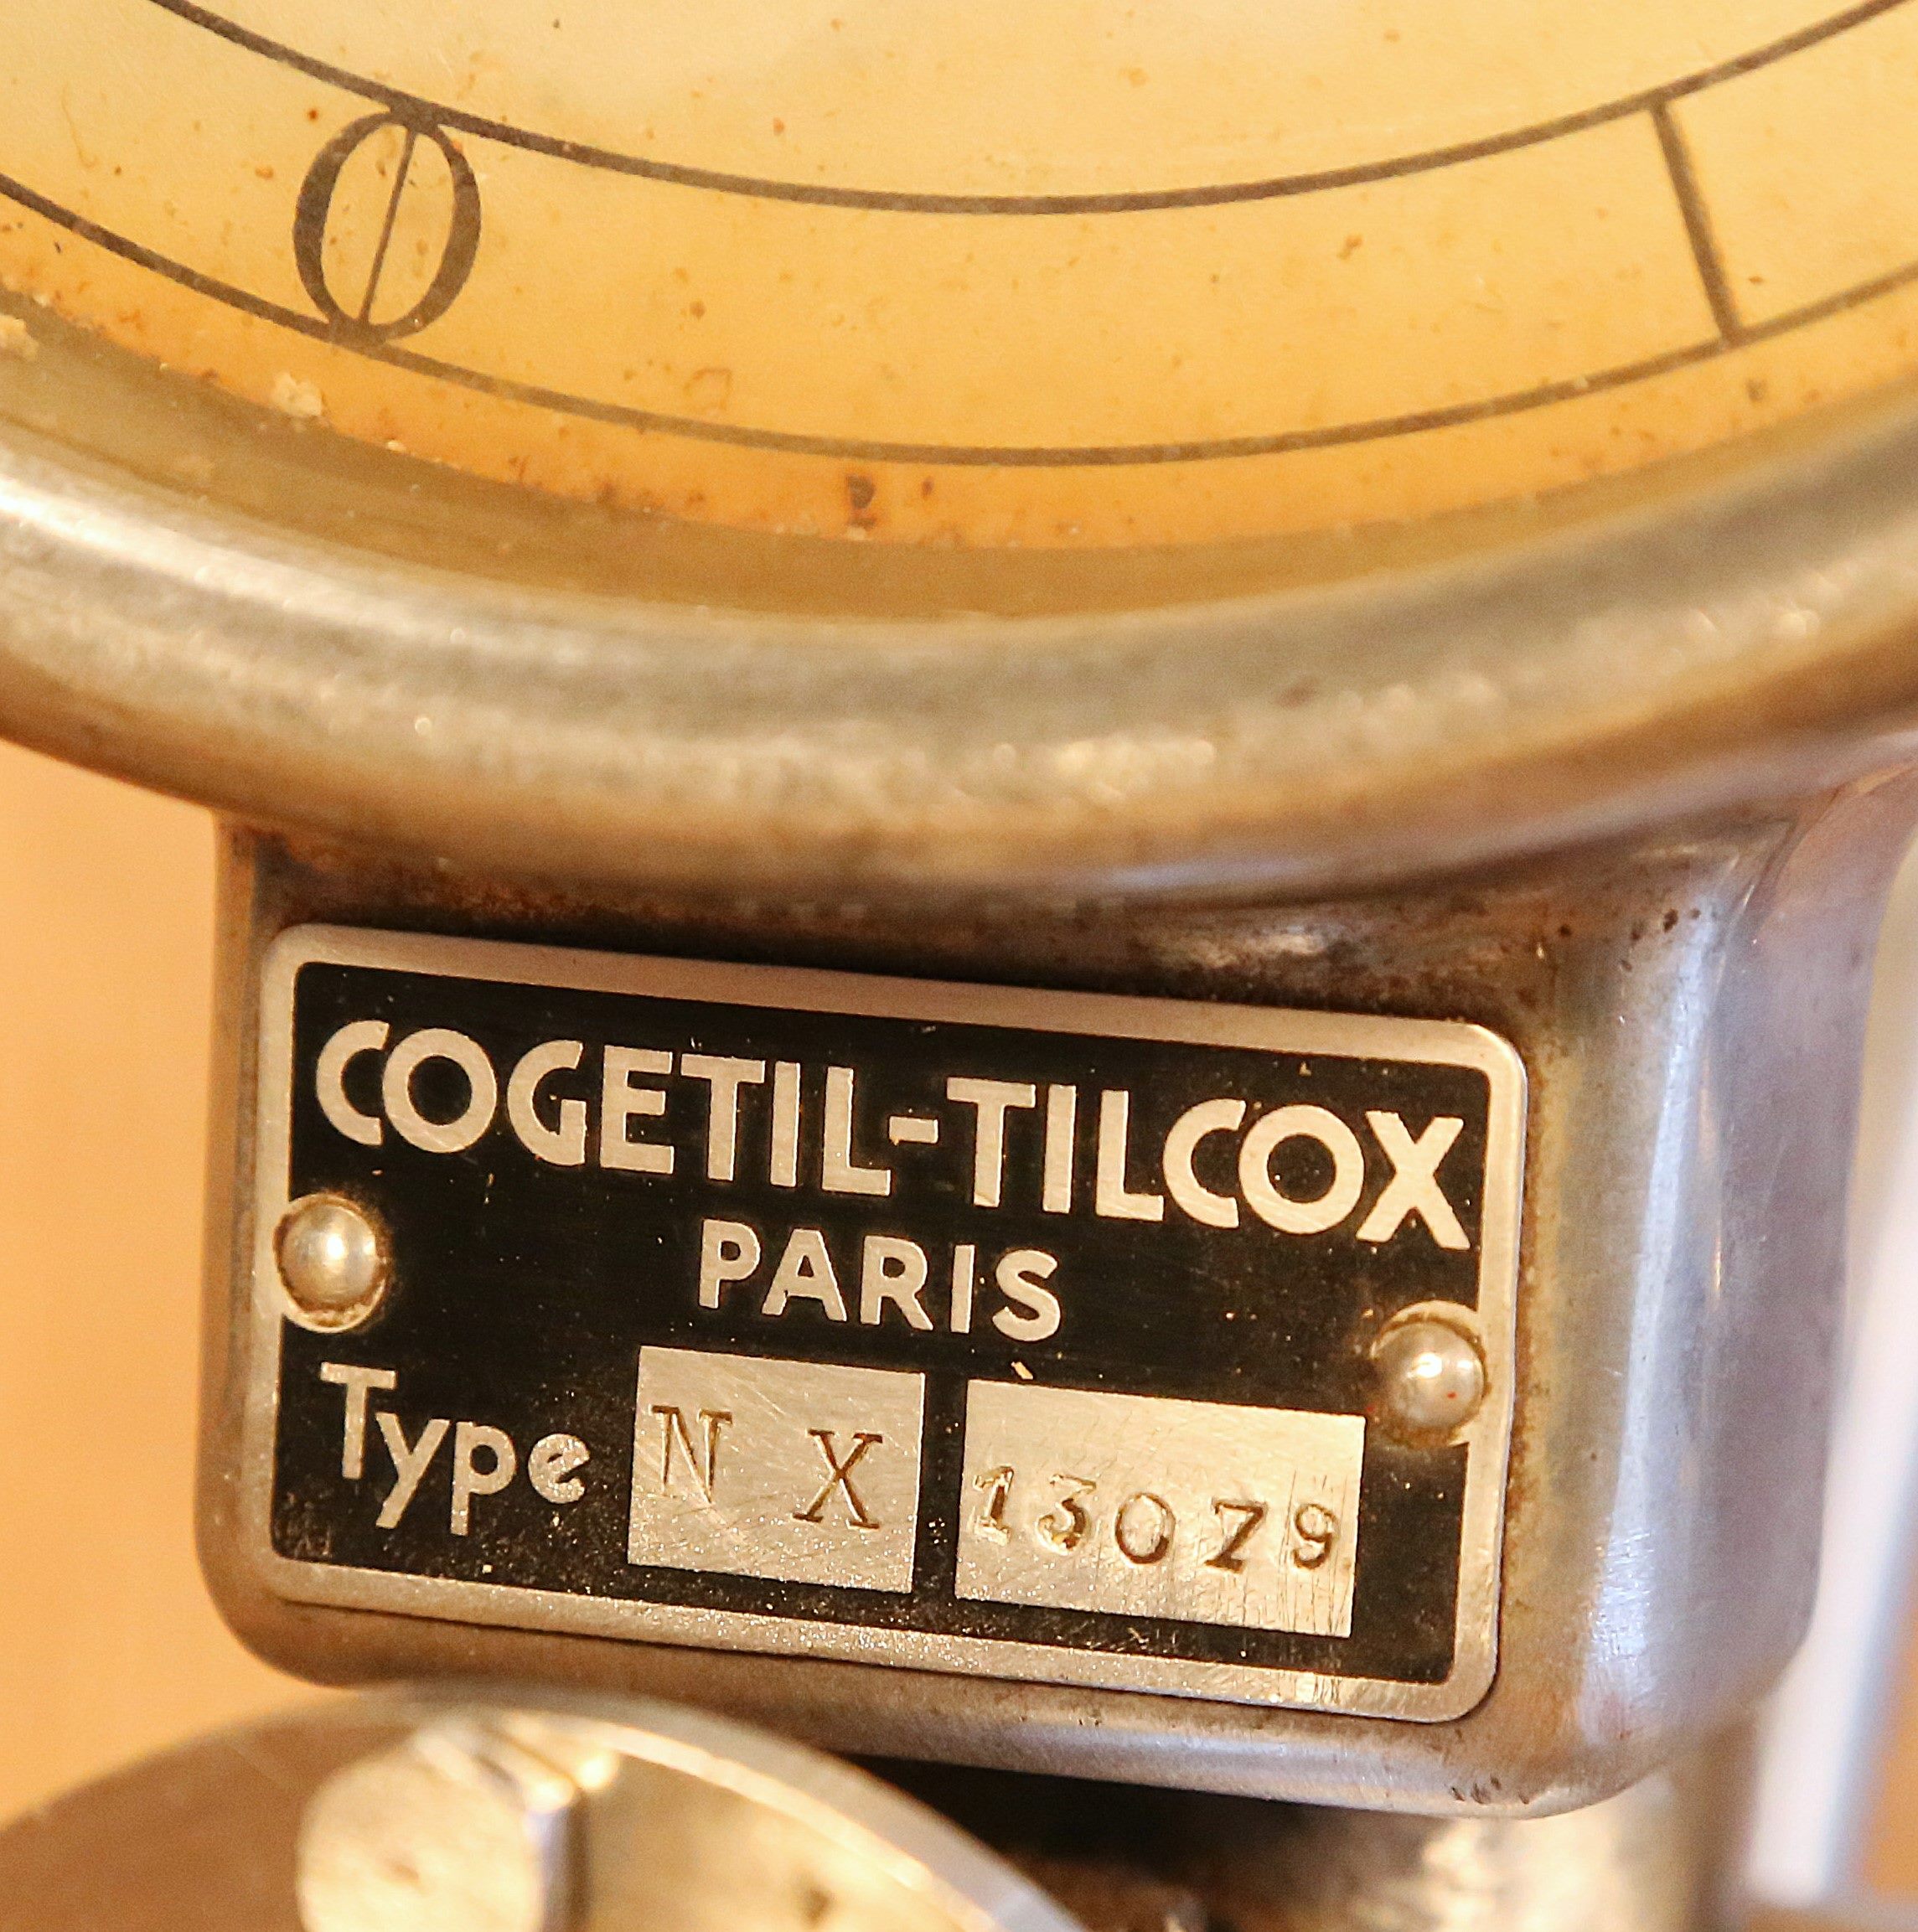 0
COGETIL-TILCOX
PARIS
Type N X 13079